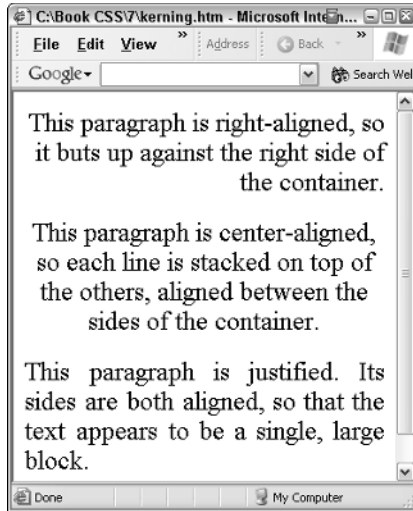 C:\Book CSS\7\kerning.htm - Microsoft Inte n...
File Edit View » Address Back »
Google Search Wel
This paragraph is right-aligned, so
it buts up against the right side of
the container.
This paragraph is center-aligned,
so each line is stacked on top of
the others, aligned between the
sides of the container.
This paragraph is justified. Its
sides are both aligned, so that the
text appears to be a single, large
block.
Done My Computer